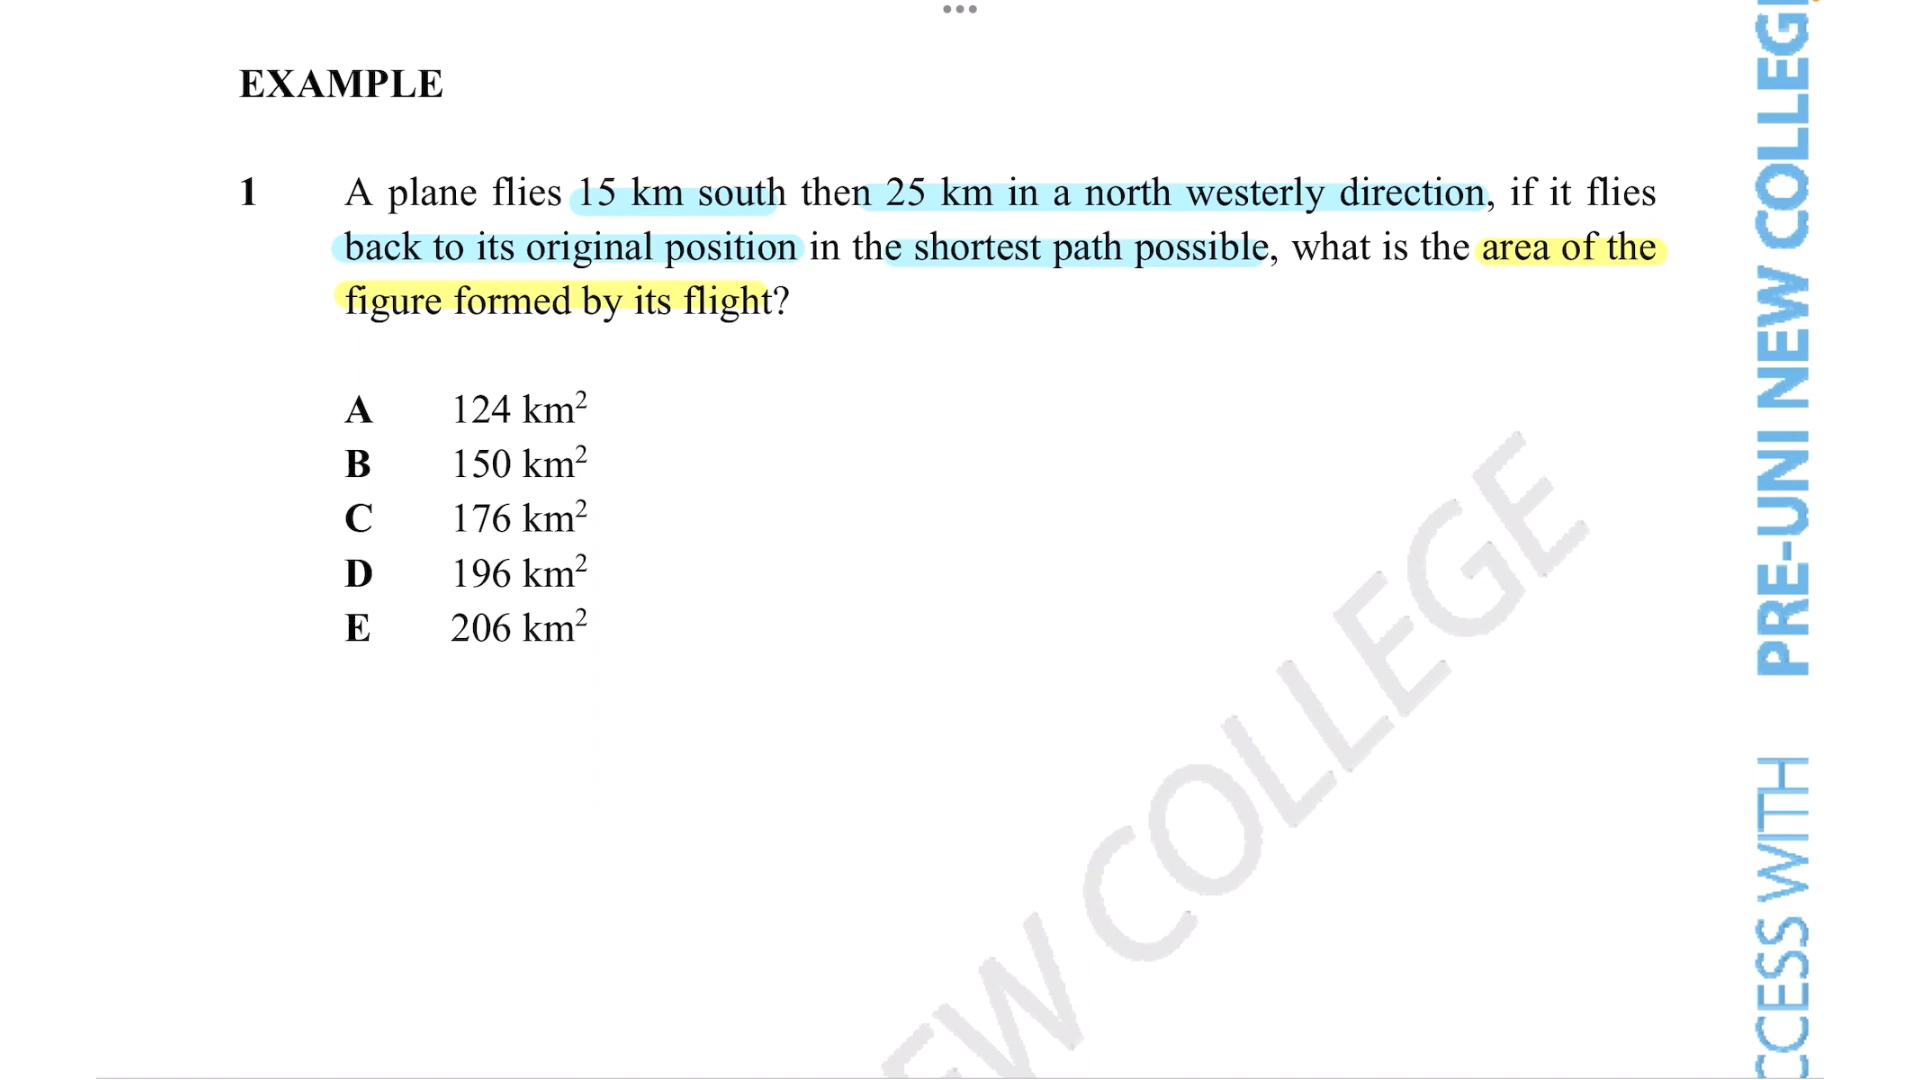 EXAMPLE
1 A plane flies 15 km south then 25 km in a north westerly direction, if it flies
back to its original position in the shortest path possible, what is the area of the
figure formed by its flight?
A 124 km²
B 150 km²
C 176 km²
D 196 km²
E 206 km²
EW COLLEGE
CCESS WITH PRE-UNI NEW COLLEG